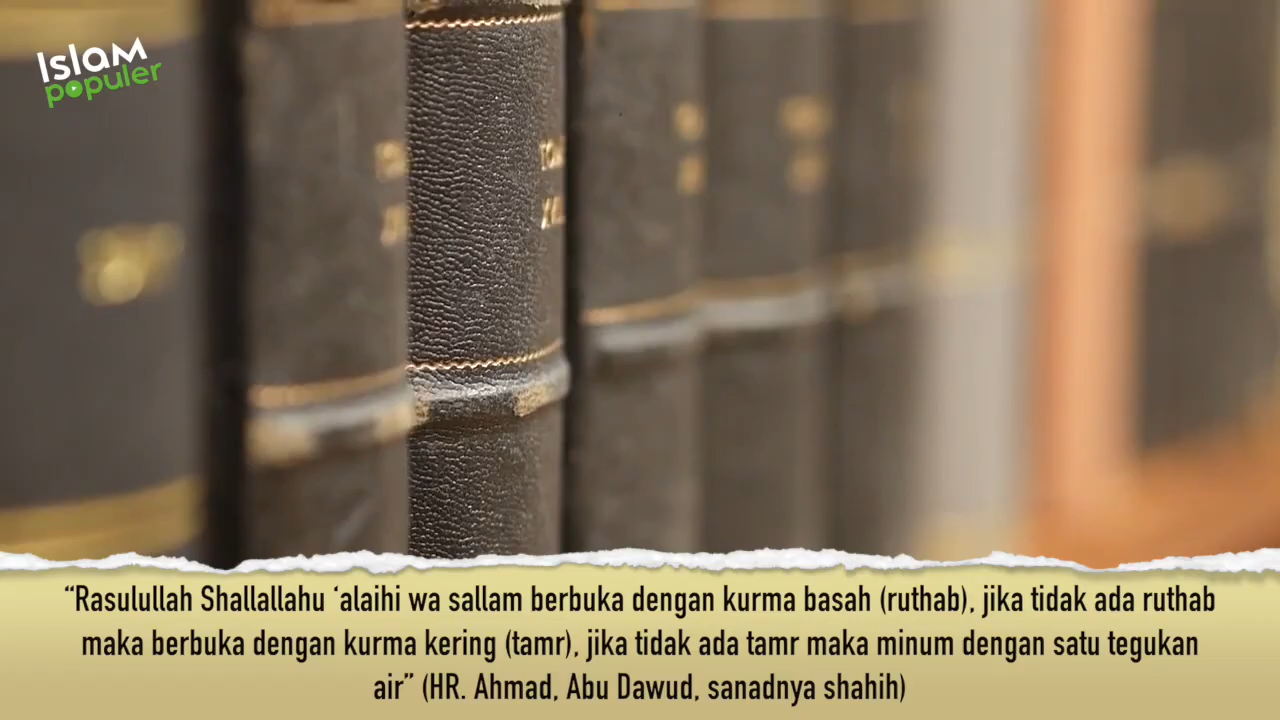 Islam
populer
“Rasulullah Shallallahu ‘alaihi wa sallam berbuka dengan kurma basah (ruthab), jika tidak ada ruthab
maka berbuka dengan kurma kering (tamr), jika tidak ada tamr maka minum dengan satu tegukan
air” (HR. Ahmad, Abu Dawud, sanadnya shahih)